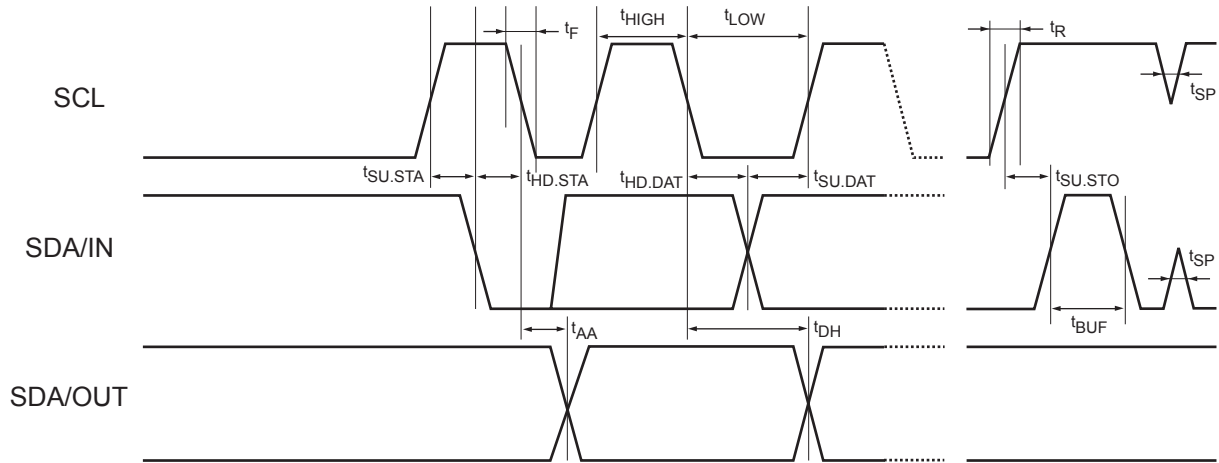 tF
tHIGH
tLOW
tR
SCL
tSP
tSU.STA
tHD.STA
tHD.DAT
tSU.DAT
tSU.STO
SDA/IN
tSP
tAA
tDH
tBUF
SDA/OUT